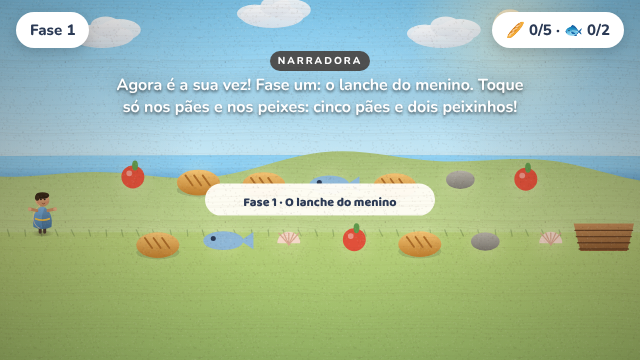 Fase 1
🥖 0/5 · 🐟 0/2
NARRADORA
Agora é a sua vez! Fase um: o lanche do menino. Toque
só nos pães e nos peixes: cinco pães e dois peixinhos!
Fase 1 · O lanche do menino